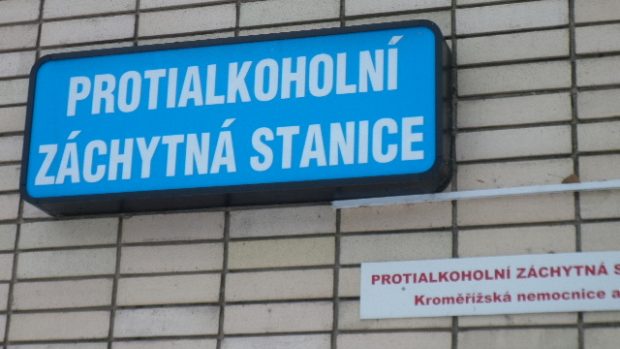 PROTIALKOHOLNÍ
ZÁCHYTNÁ STANICE
PROTIALKOHOLNÍ ZÁCHYTNÁ
Kroměřížská nemocnice a